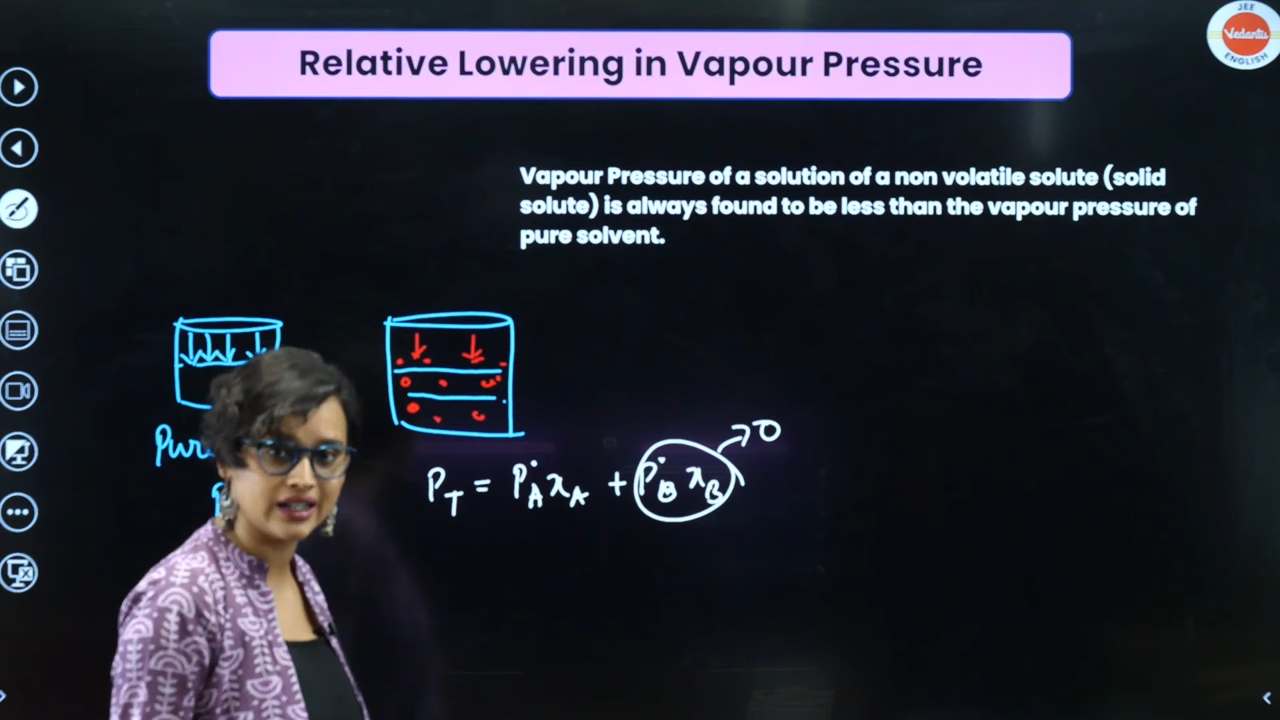 Relative Lowering in Vapour Pressure
JEE
Vedantu
ENGLISH
Vapour Pressure of a solution of a non volatile solute (solid
solute) is always found to be less than the vapour pressure of
pure solvent.
P_T = P°_A x_A + P°_B x_B → 0